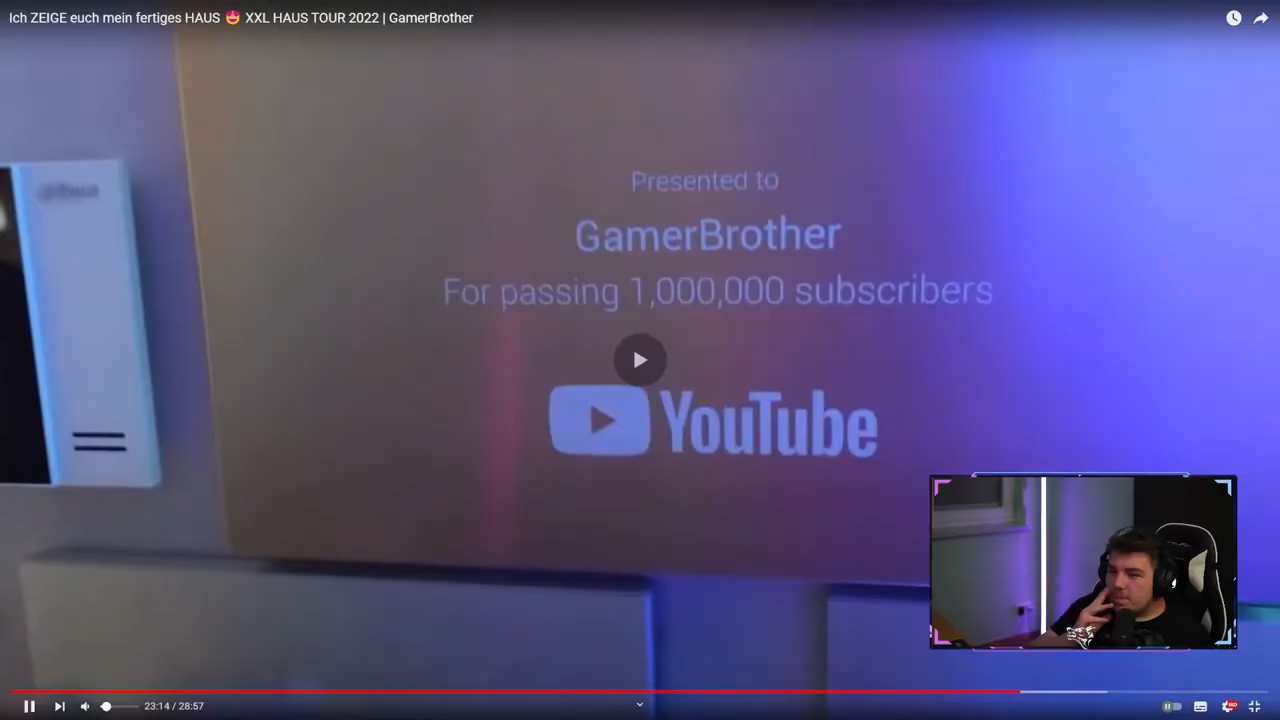 Ich ZEIGE euch mein fertiges HAUS 🤩 XXL HAUS TOUR 2022 | GamerBrother
Presented to
GamerBrother
For passing 1,000,000 subscribers
YouTube
23:14 / 28:57
HD